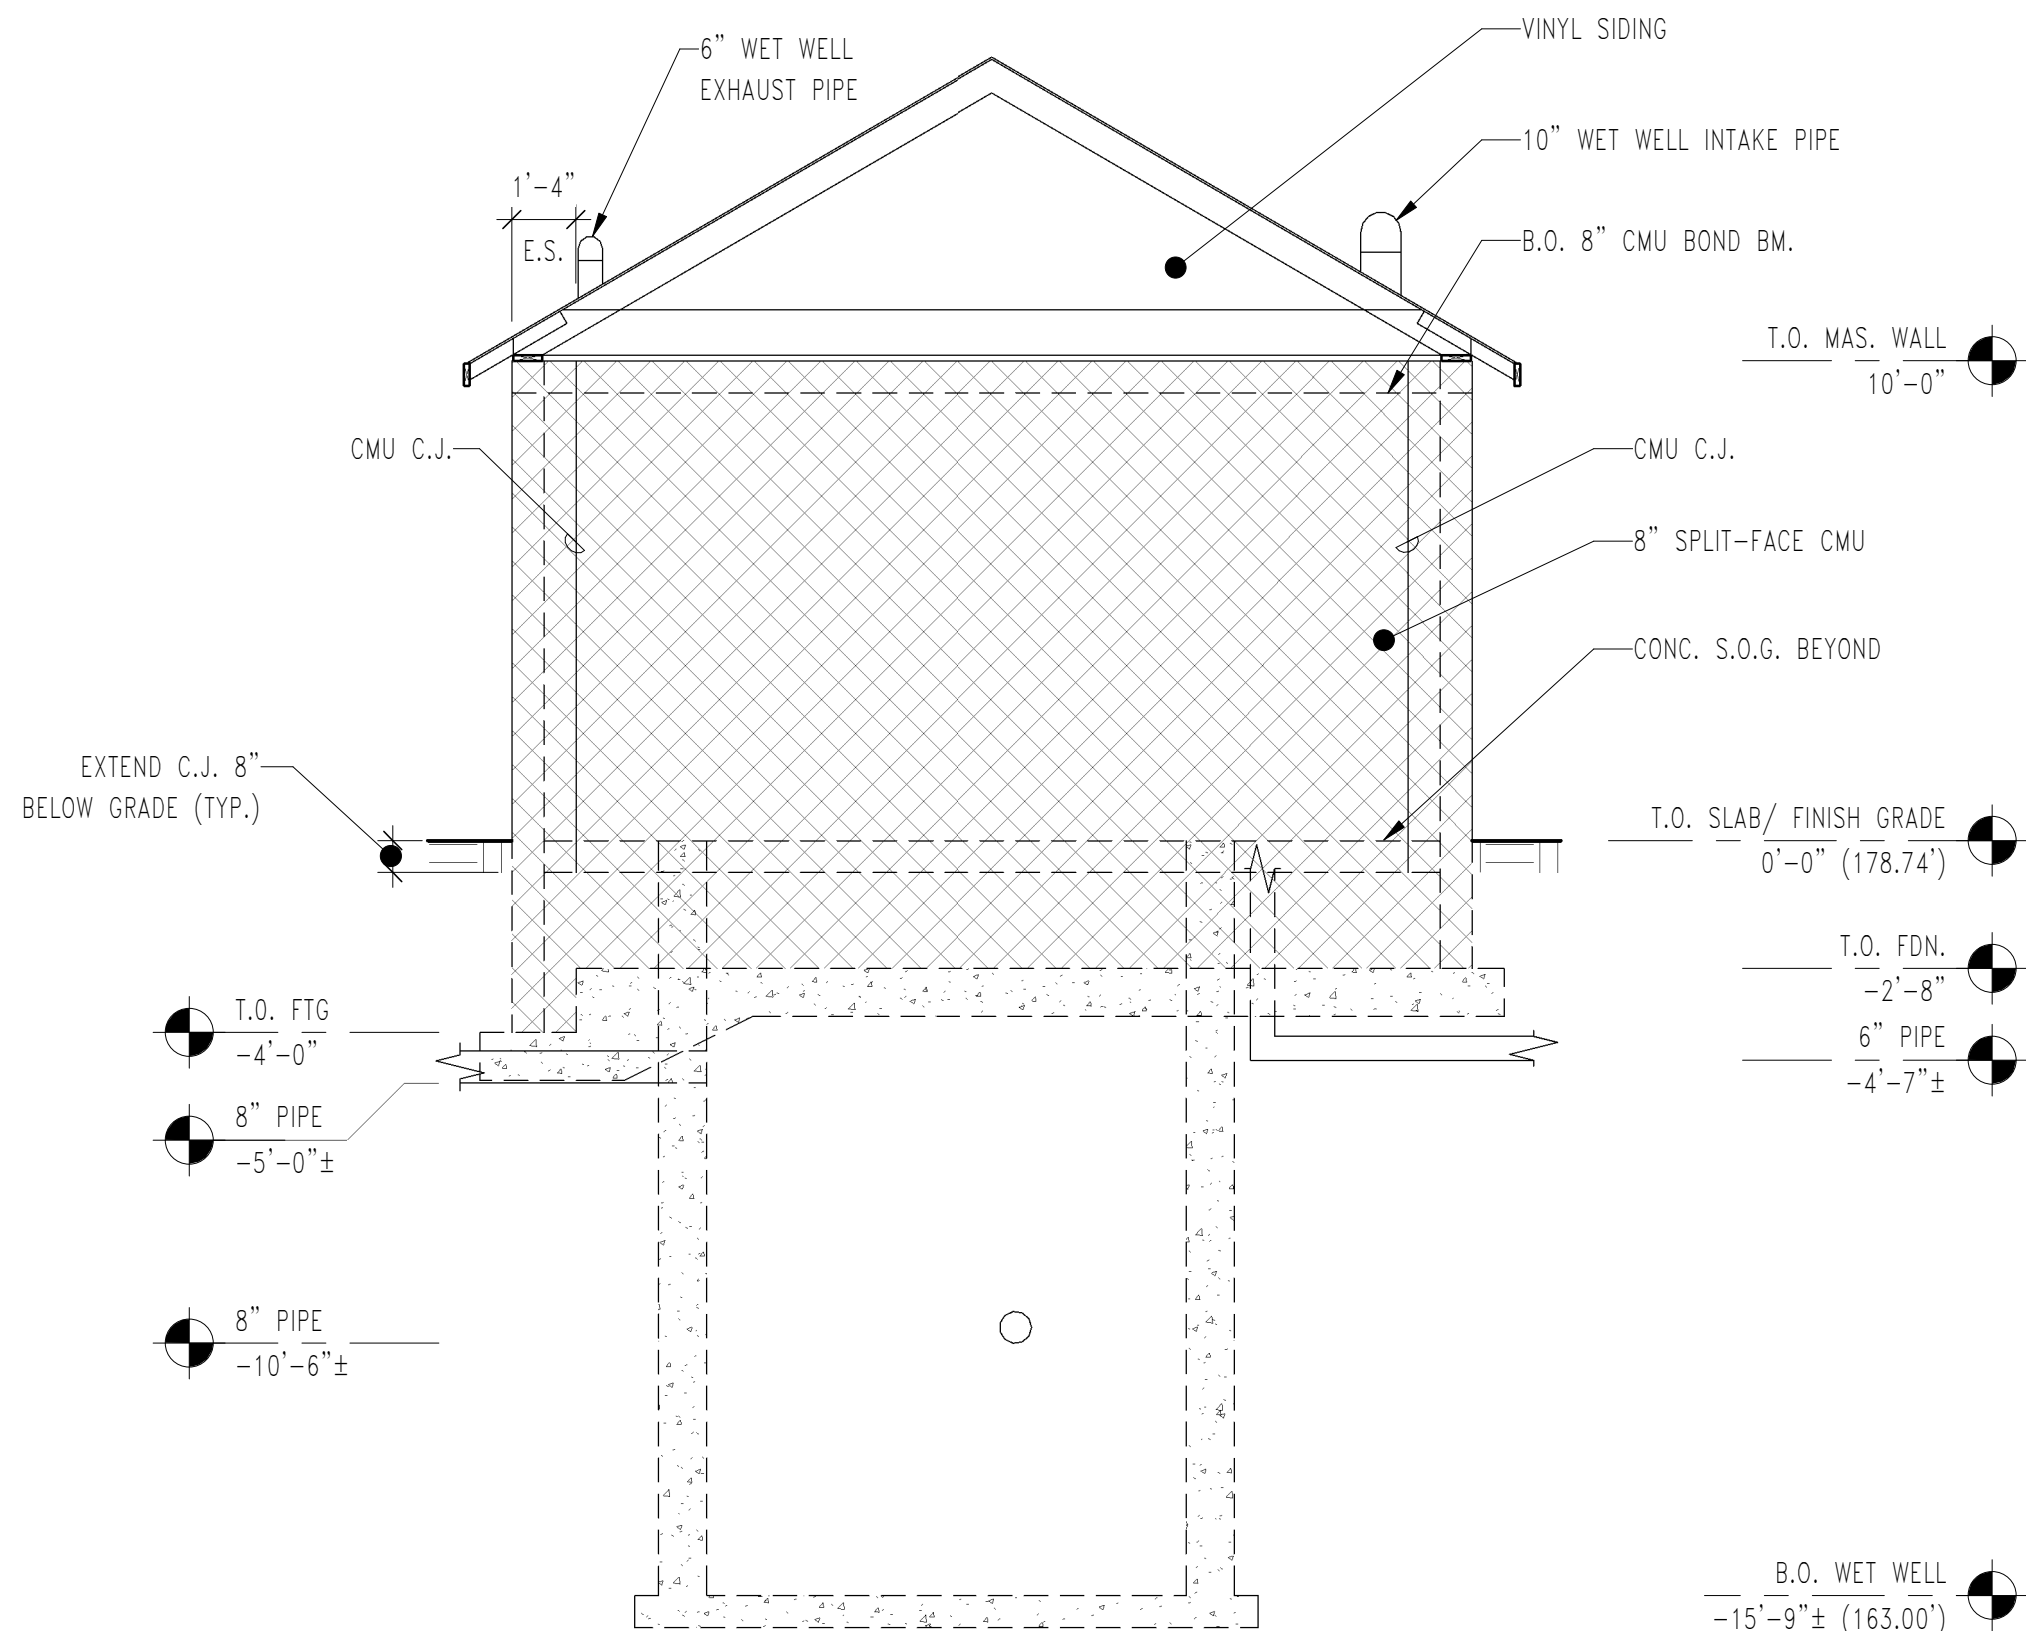 6” WET WELL
EXHAUST PIPE
VINYL SIDING
10” WET WELL INTAKE PIPE
1’-4”
E.S.
B.O. 8” CMU BOND BM.
T.O. MAS. WALL
10’-0”
CMU C.J.
CMU C.J.
8” SPLIT-FACE CMU
CONC. S.O.G. BEYOND
EXTEND C.J. 8”
BELOW GRADE (TYP.)
T.O. SLAB/ FINISH GRADE
0’-0” (178.74’)
T.O. FDN.
-2’-8”
T.O. FTG
-4’-0”
6” PIPE
-4’-7”±
8” PIPE
-5’-0”±
8” PIPE
-10’-6”±
B.O. WET WELL
-15’-9”± (163.00’)